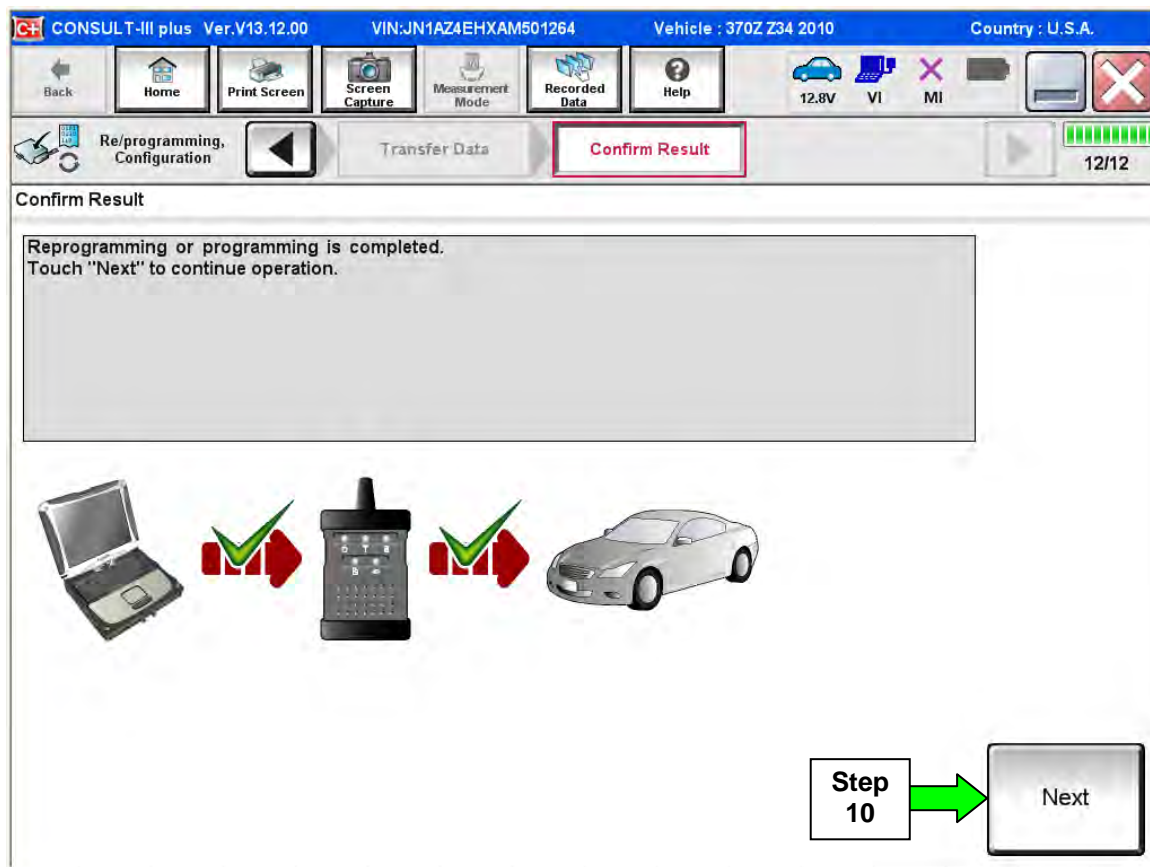 C+ CONSULT-III plus Ver.V13.12.00 VIN:JN1AZ4EHXAM501264 Vehicle : 370Z Z34 2010 Country : U.S.A.
Back
Home
Print Screen
Screen
Capture
Measurement
Mode
Recorded
Data
Help
12.8V
VI
MI
Re/programming,
Configuration
Transfer Data
Confirm Result
12/12
Confirm Result
Reprogramming or programming is completed.
Touch "Next" to continue operation.
Step
10
Next